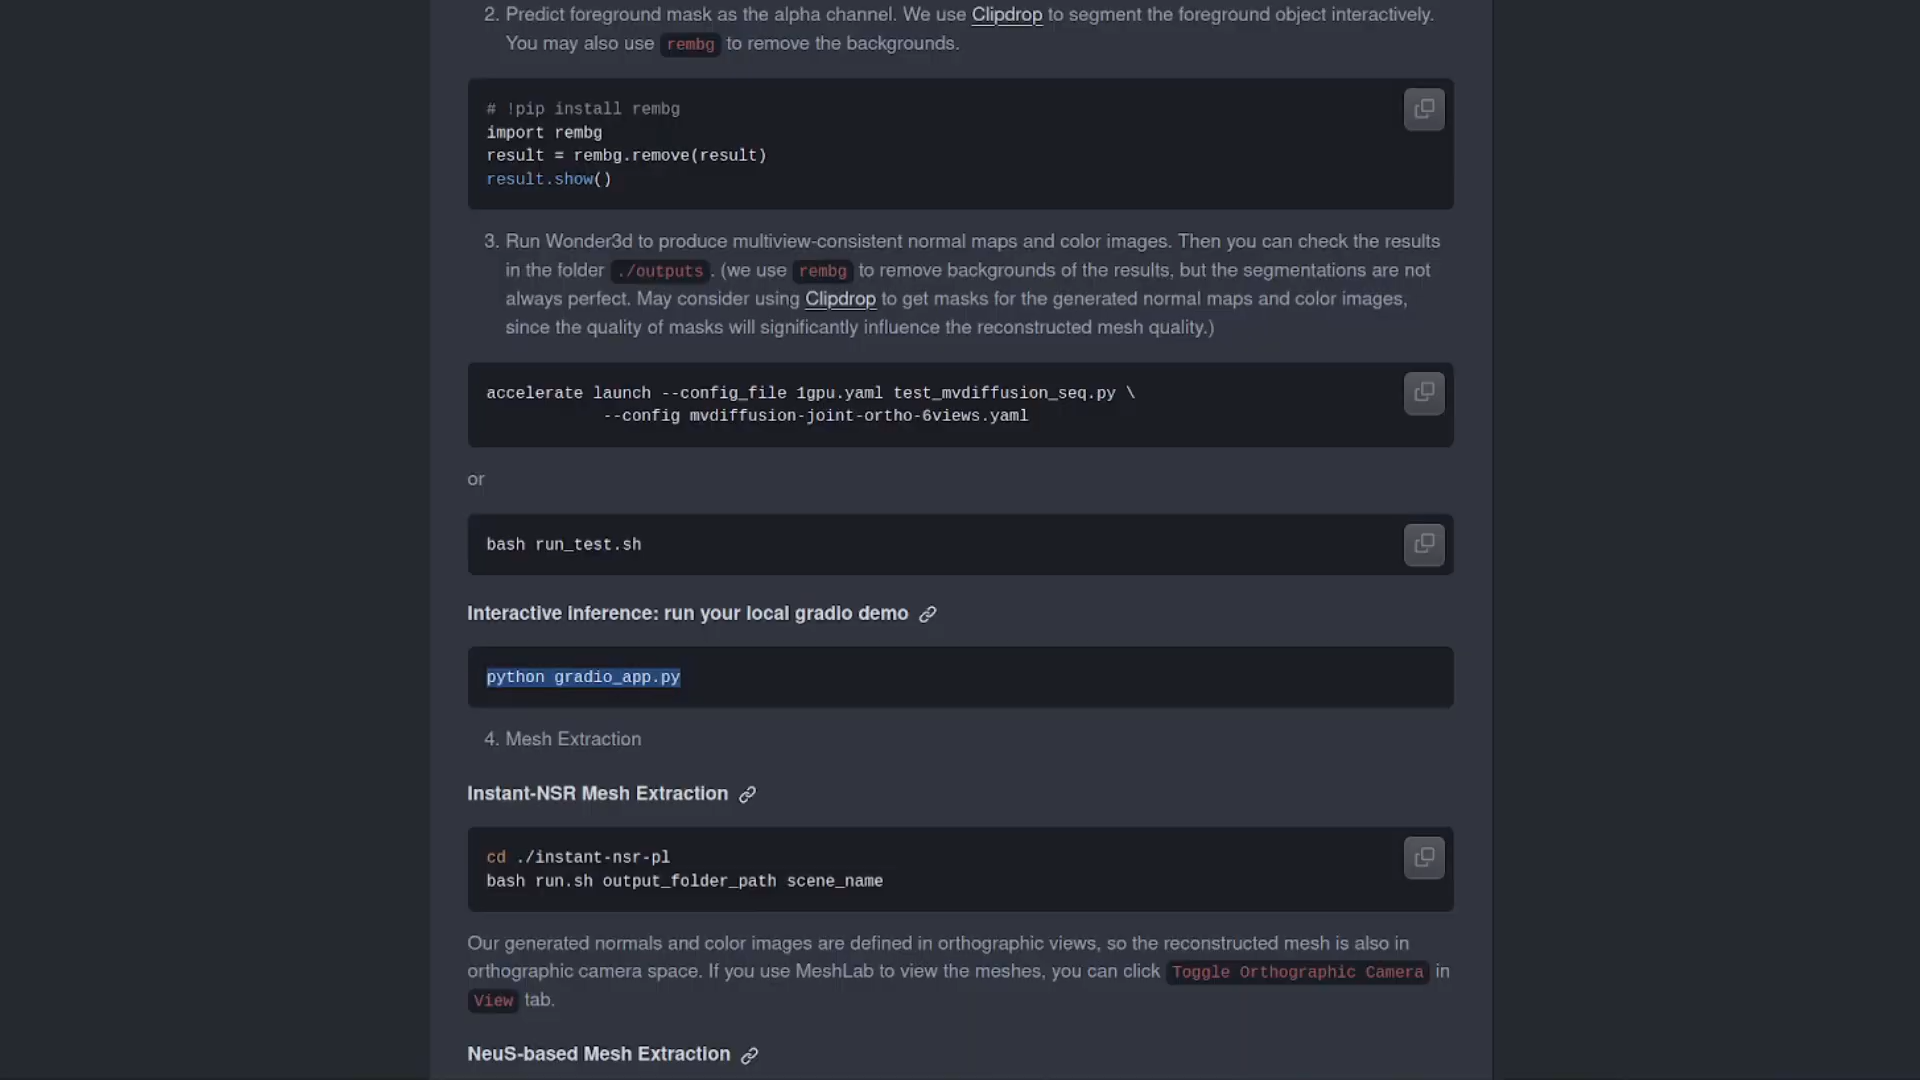 2. Predict foreground mask as the alpha channel. We use Clipdrop to segment the foreground object interactively.
You may also use rembg to remove the backgrounds.
# !pip install rembg
import rembg
result = rembg.remove(result)
result.show()
3. Run Wonder3d to produce multiview-consistent normal maps and color images. Then you can check the results
in the folder ./outputs. (we use rembg to remove backgrounds of the results, but the segmentations are not
always perfect. May consider using Clipdrop to get masks for the generated normal maps and color images,
since the quality of masks will significantly influence the reconstructed mesh quality.)
accelerate launch --config_file 1gpu.yaml test_mvdiffusion_seq.py \
            --config mvdiffusion-joint-ortho-6views.yaml
or
bash run_test.sh
Interactive inference: run your local gradio demo
python gradio_app.py
4. Mesh Extraction
Instant-NSR Mesh Extraction
cd ./instant-nsr-pl
bash run.sh output_folder_path scene_name
Our generated normals and color images are defined in orthographic views, so the reconstructed mesh is also in
orthographic camera space. If you use MeshLab to view the meshes, you can click Toggle Orthographic Camera in
View tab.
NeuS-based Mesh Extraction